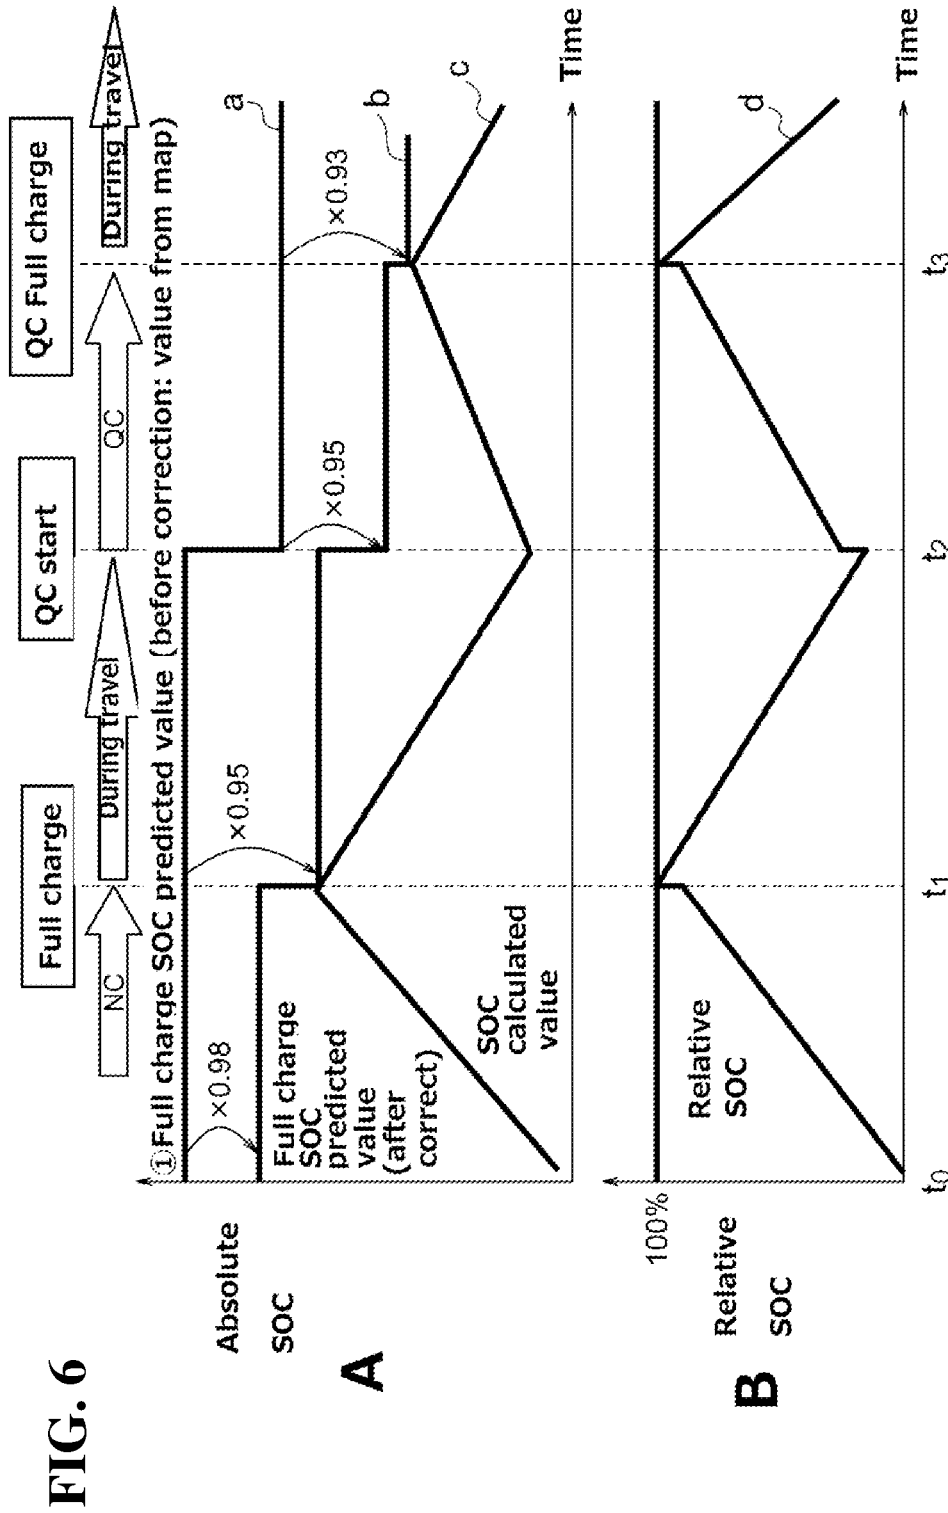 FIG. 6
Full charge
QC start
QC Full charge
NC
During travel
QC
During travel
①Full charge SOC predicted value (before correction: value from map)
Absolute
SOC
A
×0.98
×0.95
×0.95
×0.93
a
b
c
Full charge
SOC
predicted
value
(after
correct)
SOC
calculated
value
Time
100%
Relative
SOC
B
Relative
SOC
d
Time
t0
t1
t2
t3